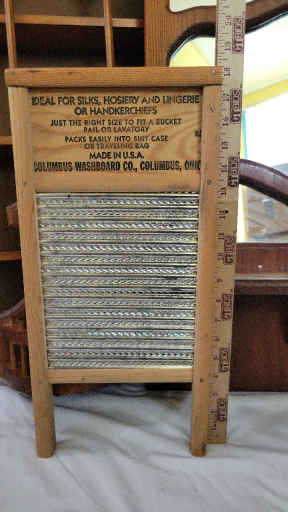 IDEAL FOR SILKS, HOSIERY AND LINGERIE
OR HANDKERCHIEFS
JUST THE RIGHT SIZE TO FIT A BUCKET
PAIL OR LAVATORY
PACKS EASILY INTO SUIT CASE
OR TRAVELING BAG
MADE IN U.S.A.
COLUMBUS WASHBOARD CO., COLUMBUS, OHIO